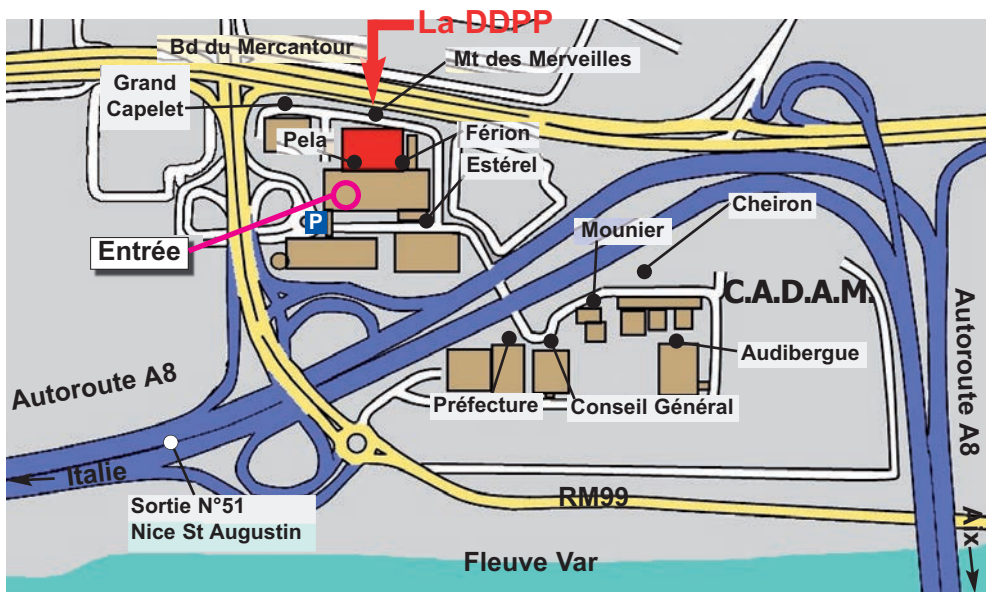 La DDPP
Bd du Mercantour
Mt des Merveilles
Grand
Capelet
Pela
Férion
Estérel
P
Entrée
Cheiron
Mounier
C.A.D.A.M.
Autoroute A8
Audibergue
Autoroute A8
Préfecture
Conseil Général
Italie
Sortie N°51
Nice St Augustin
RM99
Aix
Fleuve Var